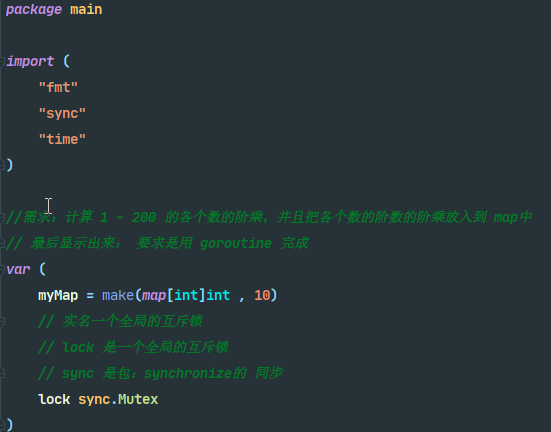 package main
import (
"fmt"
"sync"
"time"
)
//需求：计算 1 - 200 的各个数的阶乘，并且把各个数的阶数的阶乘放入到 map中
// 最后显示出来： 要求是用 goroutine 完成
var (
myMap = make(map[int]int , 10)
// 实名一个全局的互斥锁
// lock 是一个全局的互斥锁
// sync 是包：synchronize的 同步
lock sync.Mutex
)